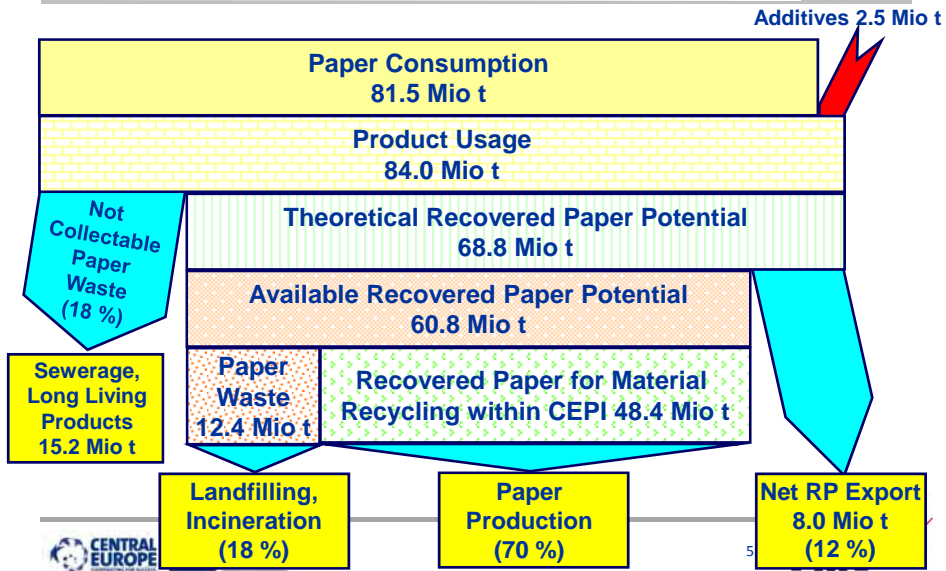 Additives 2.5 Mio t
Paper Consumption
81.5 Mio t
Product Usage
84.0 Mio t
Not
Collectable
Paper
Waste
(18 %)
Theoretical Recovered Paper Potential
68.8 Mio t
Available Recovered Paper Potential
60.8 Mio t
Sewerage,
Long Living
Products
15.2 Mio t
Paper
Waste
12.4 Mio t
Recovered Paper for Material
Recycling within CEPI 48.4 Mio t
Landfilling,
Incineration
(18 %)
Paper
Production
(70 %)
Net RP Export
8.0 Mio t
(12 %)
CENTRAL
EUROPE
5